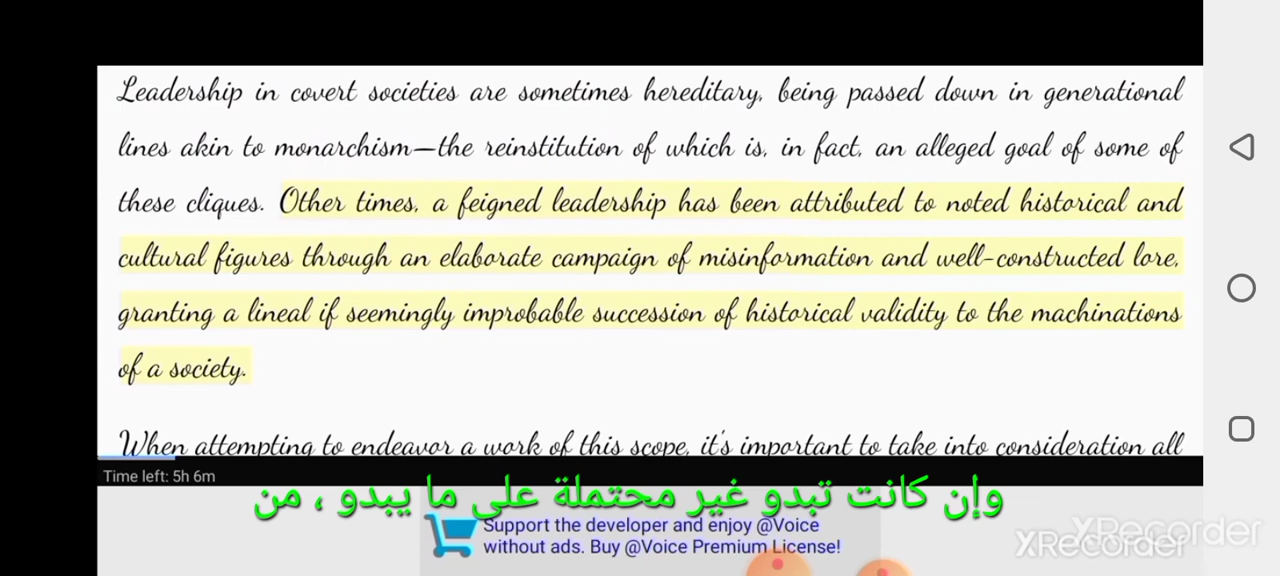 Leadership in covert societies are sometimes hereditary, being passed down in generational
lines akin to monarchism—the reinstitution of which is, in fact, an alleged goal of some of
these cliques. Other times, a feigned leadership has been attributed to noted historical and
cultural figures through an elaborate campaign of misinformation and well-constructed lore,
granting a lineal if seemingly improbable succession of historical validity to the machinations
of a society.
When attempting to endeavor a work of this scope, it's important to take into consideration all
Time left: 5h 6m
وإن كانت تبدو غير محتملة على ما يبدو ، من
Support the developer and enjoy @Voice
without ads. Buy @Voice Premium License!
XRecorder
XRecorder